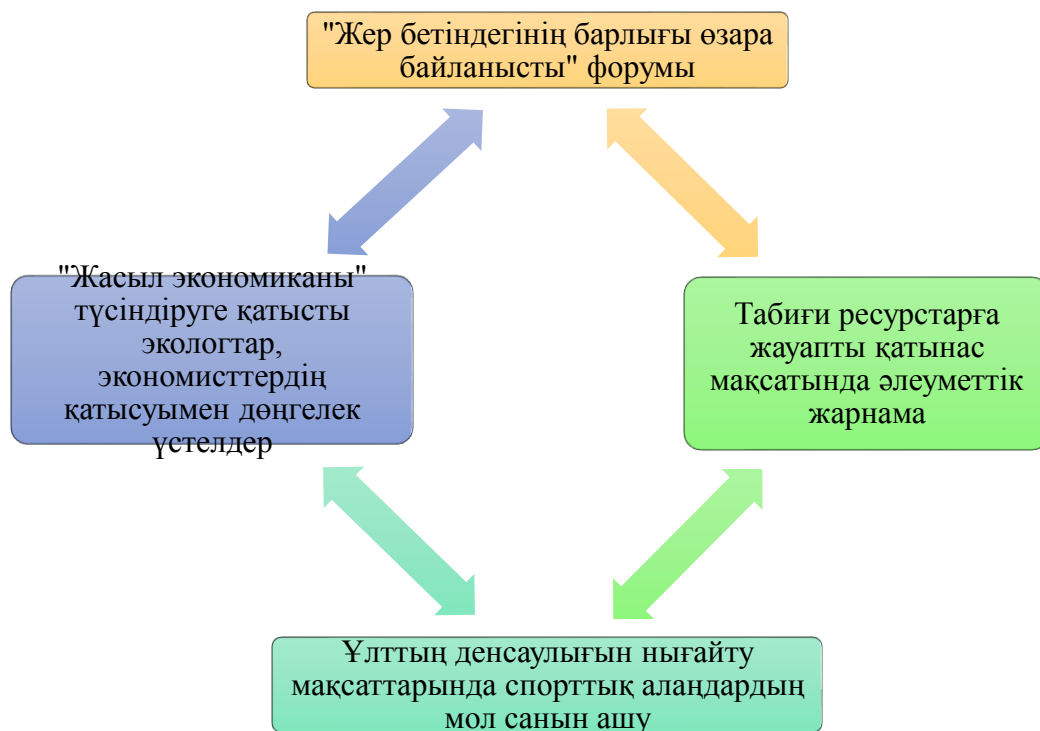 "Жер бетіндегінің барлығы өзара
байланысты" форумы
"Жасыл экономиканы"
түсіндіруге қатысты
экологтар,
экономисттердің
қатысуымен дөңгелек
үстелдер
Табиғи ресурстарға
жауапты қатынас
мақсатында әлеуметтік
жарнама
Ұлттың денсаулығын нығайту
мақсаттарында спорттық алаңдардың
мол санын ашу